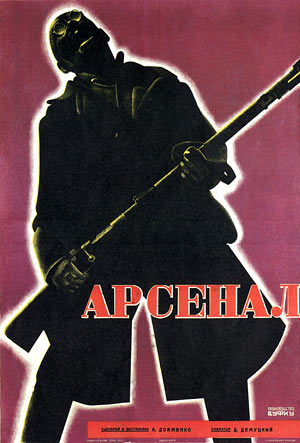 АРСЕНАЛ
ПРОИЗВОДСТВО
ВУФКУ
СЦЕНАРИЙ И ПОСТАНОВКА А. ДОВЖЕНКО ОПЕРАТОР Д. ДЕМУЦКИЙ